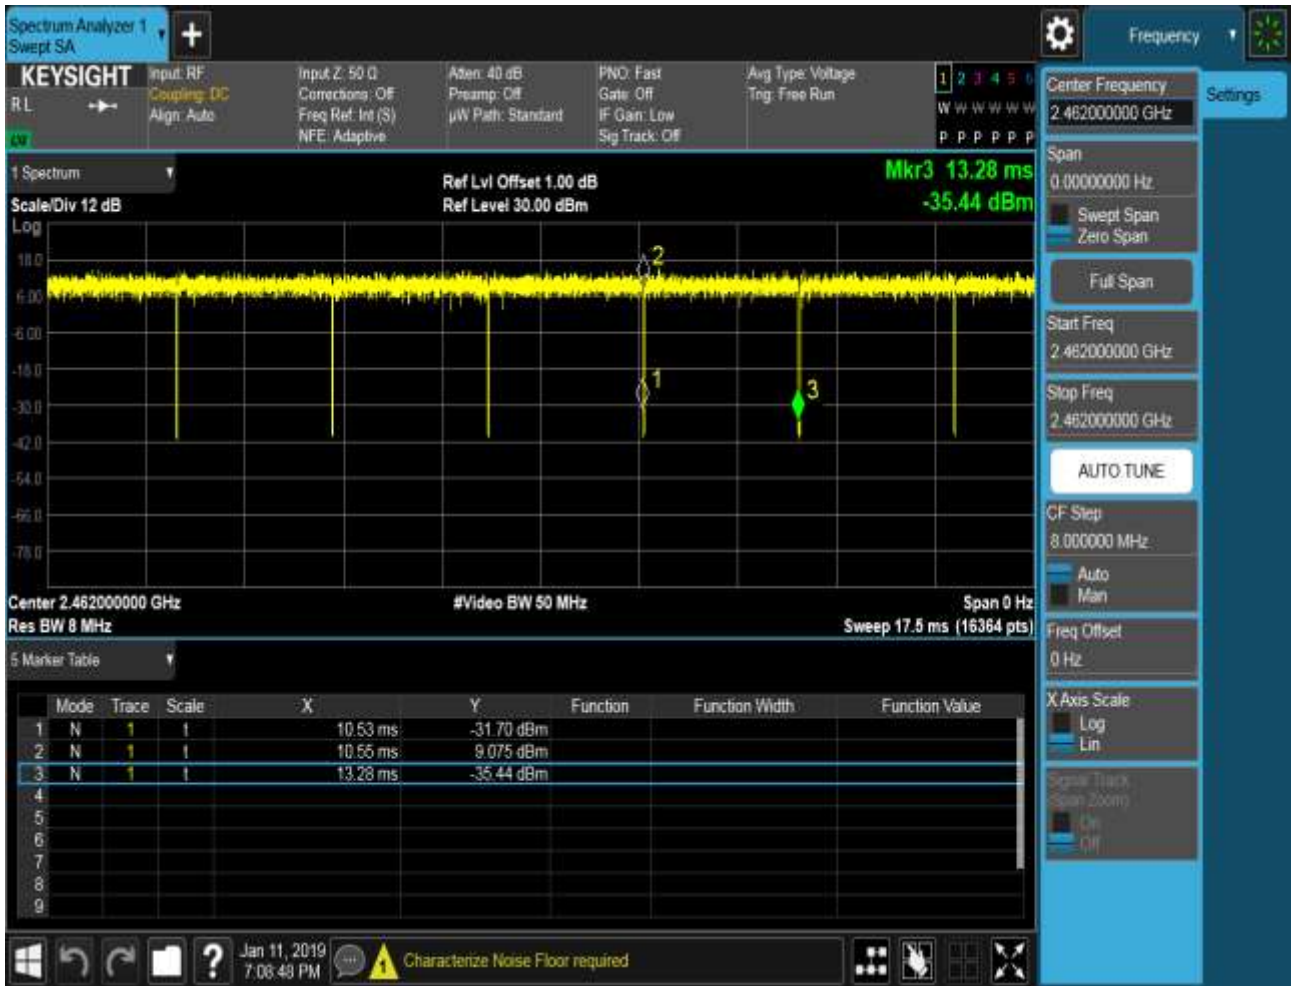 Spectrum Analyzer 1
Swept SA
+
Frequency
KEYSIGHT
RL
LXI
Input: RF
Coupling: DC
Align: Auto
Input Z: 50 Ω
Corrections: Off
Freq Ref: Int (S)
NFE: Adaptive
Atten: 40 dB
Preamp: Off
µW Path: Standard
PNO: Fast
Gate: Off
IF Gain: Low
Sig Track: Off
Avg Type: Voltage
Trig: Free Run
1 2 3 4 5 6
W W W W W W
P P P P P P
1 Spectrum
Scale/Div 12 dB
Ref Lvl Offset 1.00 dB
Ref Level 30.00 dBm
Mkr3 13.28 ms
-35.44 dBm
Log
18.0
6.00
-6.00
-18.0
-30.0
-42.0
-54.0
-66.0
-78.0
2
1
3
Center 2.462000000 GHz
#Video BW 50 MHz
Span 0 Hz
Res BW 8 MHz
Sweep 17.5 ms (16364 pts)
5 Marker Table
Mode Trace Scale X Y Function Function Width Function Value
1 N 1 t 10.53 ms -31.70 dBm
2 N 1 t 10.55 ms 9.075 dBm
3 N 1 t 13.28 ms -35.44 dBm
4
5
6
7
8
9
Center Frequency
2.462000000 GHz
Settings
Span
0.00000000 Hz
Swept Span
Zero Span
Full Span
Start Freq
2.462000000 GHz
Stop Freq
2.462000000 GHz
AUTO TUNE
CF Step
8.000000 MHz
Auto
Man
Freq Offset
0 Hz
X Axis Scale
Log
Lin
Signal Track
(Span Zoom)
On
Off
?
Jan 11, 2019
7:08:48 PM
1
Characterize Noise Floor required